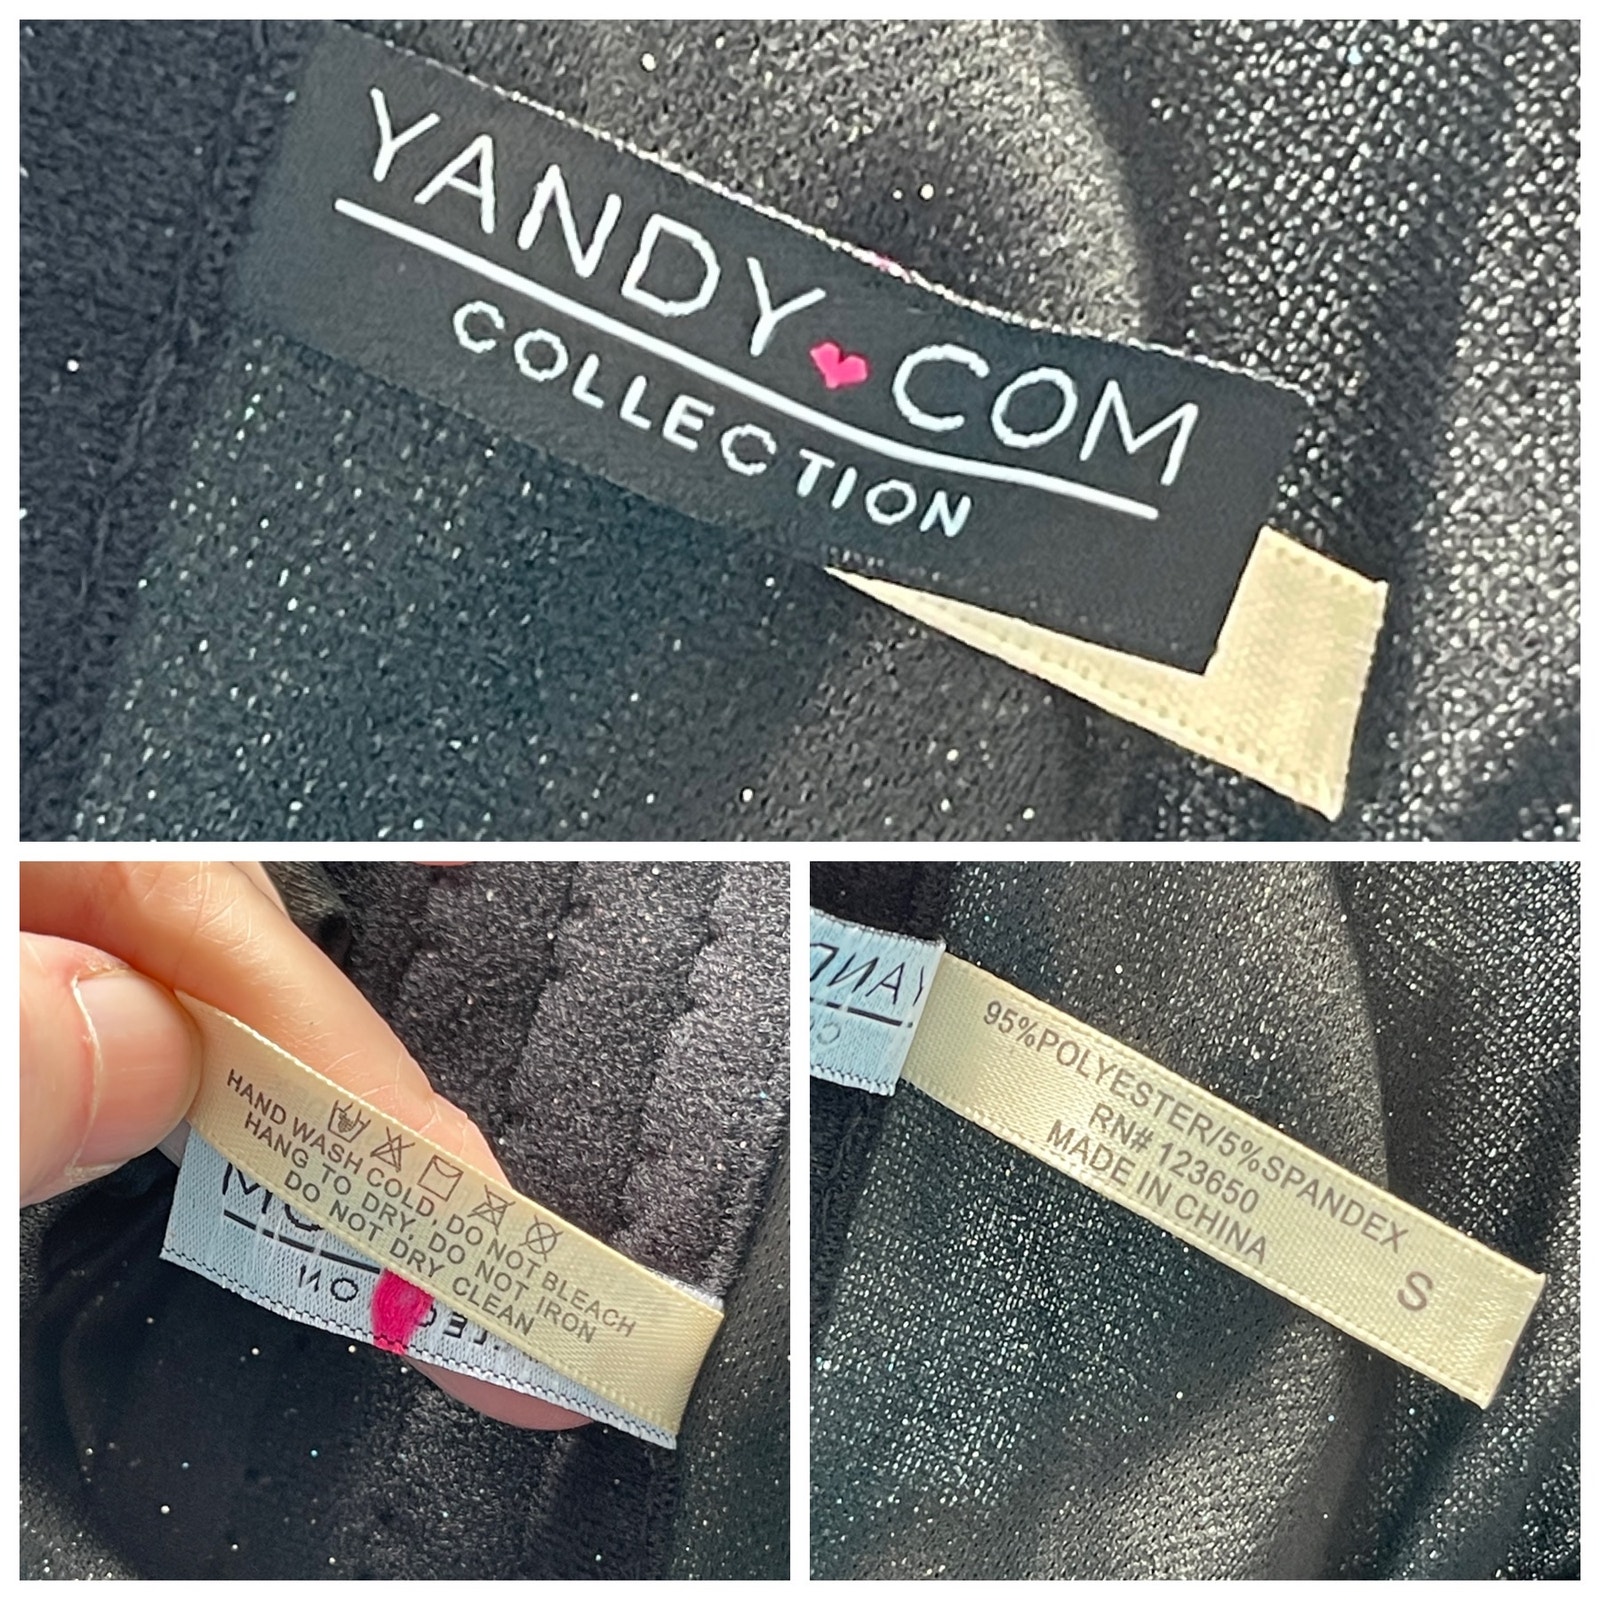 YANDY COM
COLLECTION
HAND WASH COLD, DO NOT BLEACH
HANG TO DRY, DO NOT IRON
DO NOT DRY CLEAN
95%POLYESTER/5%SPANDEX
RN# 123650
MADE IN CHINA
S